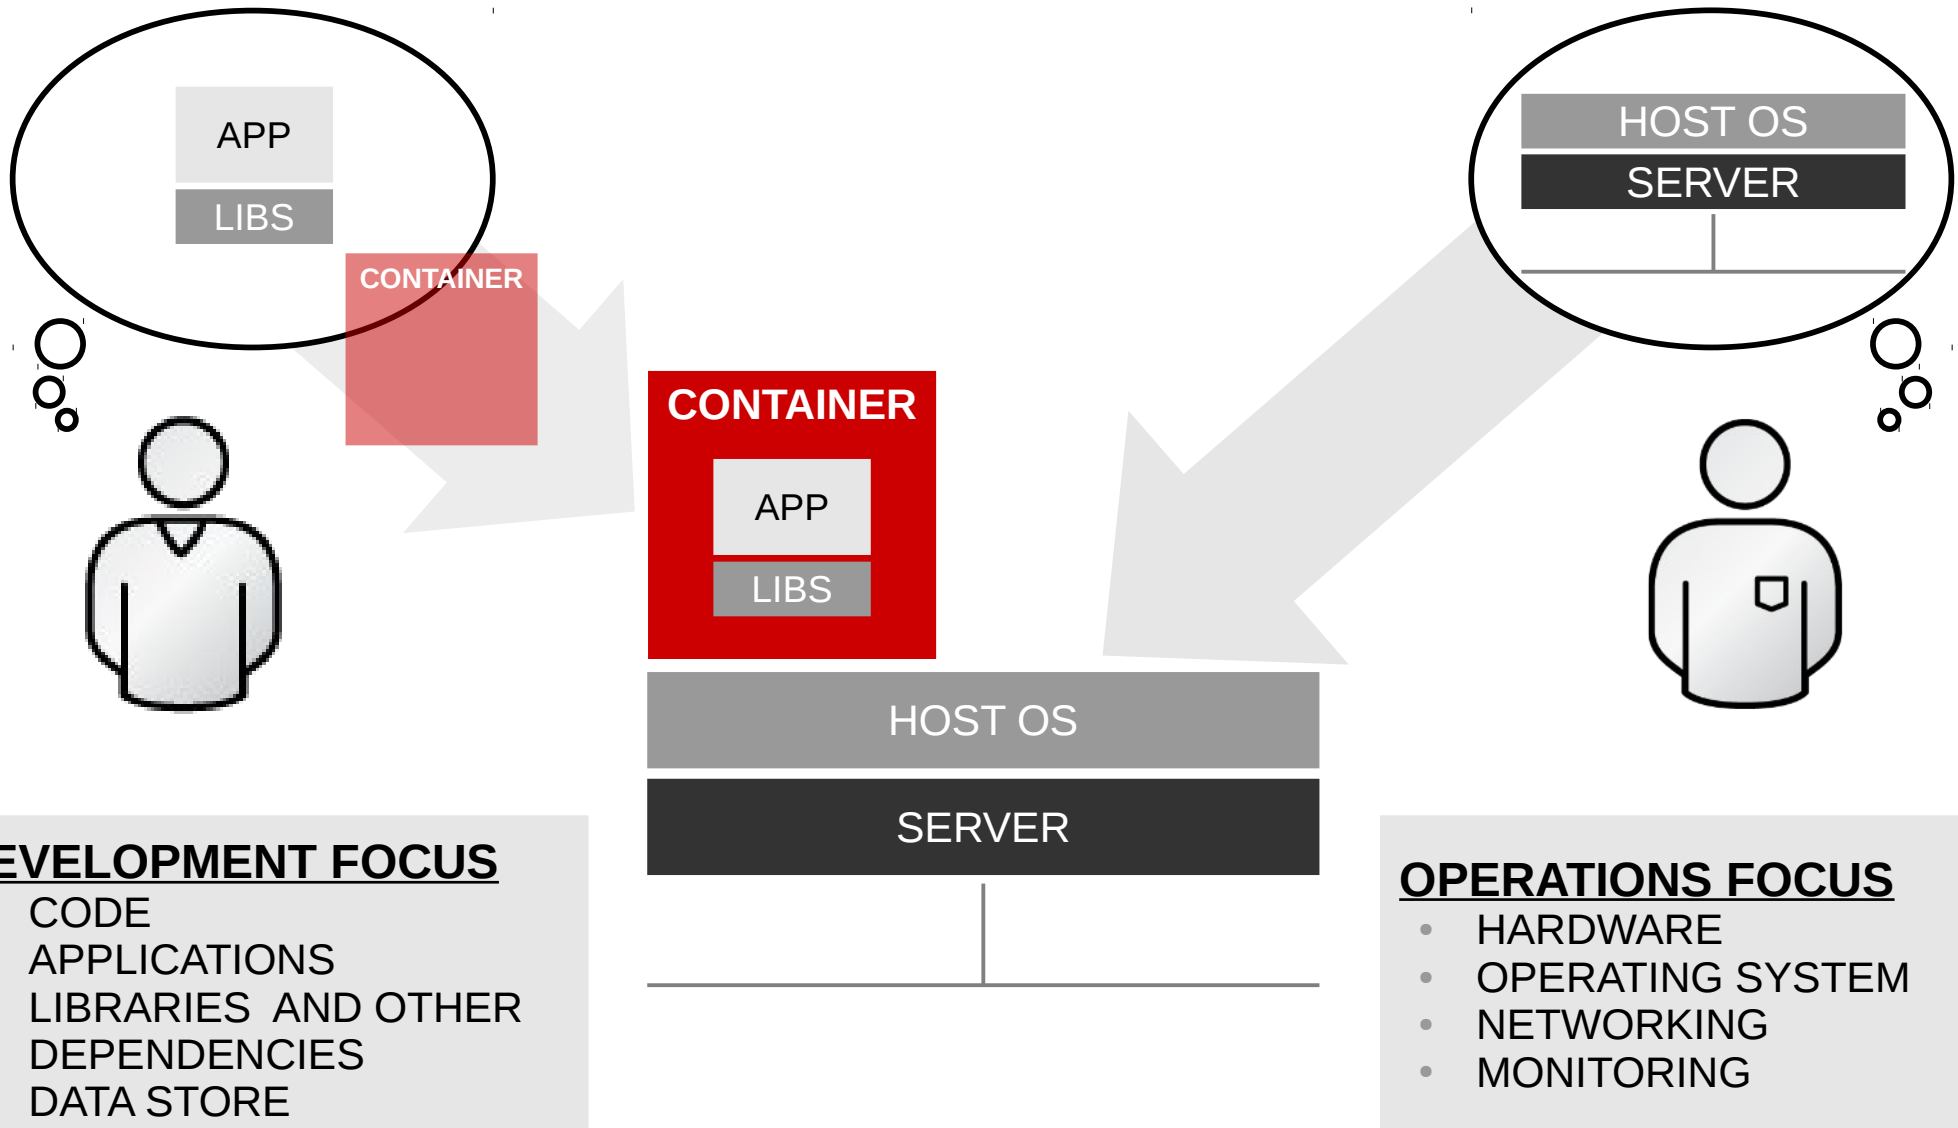 APP
LIBS
CONTAINER
HOST OS
SERVER
CONTAINER
APP
LIBS
HOST OS
SERVER
EVELOPMENT FOCUS
CODE
APPLICATIONS
LIBRARIES AND OTHER
DEPENDENCIES
DATA STORE
OPERATIONS FOCUS
• HARDWARE
• OPERATING SYSTEM
• NETWORKING
• MONITORING